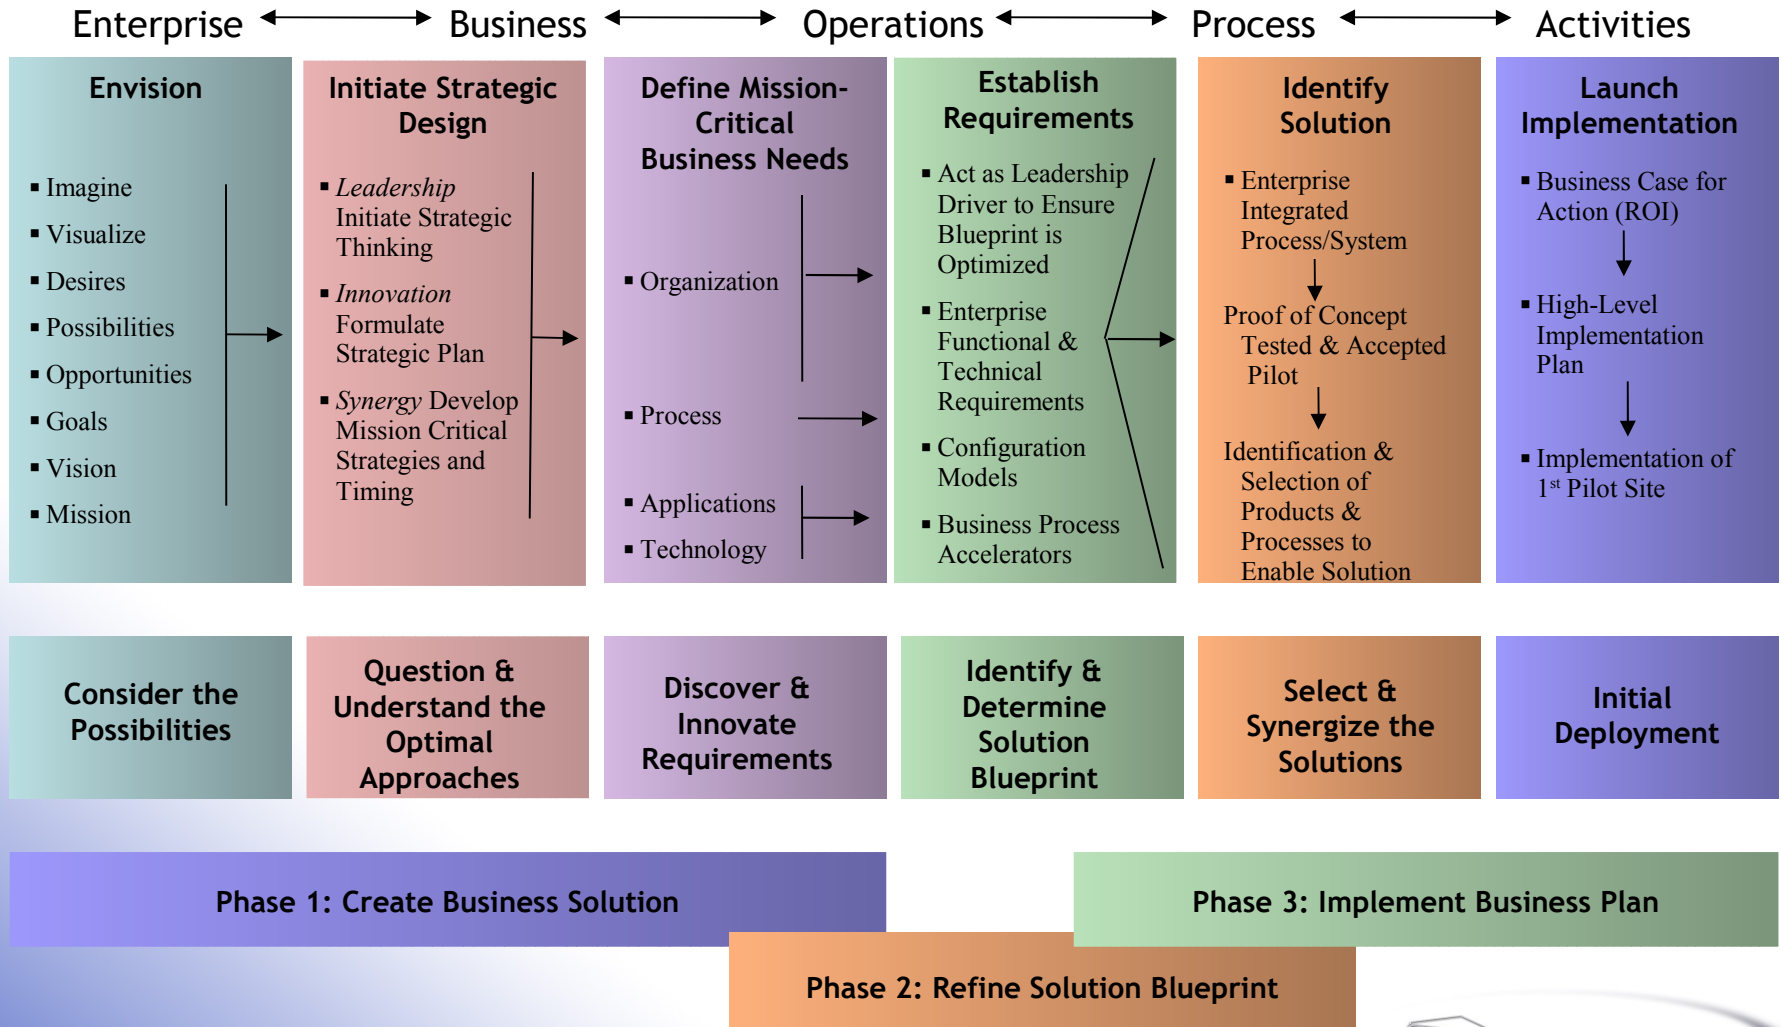 Enterprise Business Operations Process Activities
Envision
▪ Imagine
▪ Visualize
▪ Desires
▪ Possibilities
▪ Opportunities
▪ Goals
▪ Vision
▪ Mission
Initiate Strategic
Design
▪ Leadership
Initiate Strategic
Thinking
▪ Innovation
Formulate
Strategic Plan
▪ Synergy Develop
Mission Critical
Strategies and
Timing
Define Mission-
Critical
Business Needs
▪ Organization
▪ Process
▪ Applications
▪ Technology
Establish
Requirements
▪ Act as Leadership
Driver to Ensure
Blueprint is
Optimized
▪ Enterprise
Functional &
Technical
Requirements
▪ Configuration
Models
▪ Business Process
Accelerators
Identify
Solution
▪ Enterprise
Integrated
Process/System
Proof of Concept
Tested & Accepted
Pilot
Identification &
Selection of
Products &
Processes to
Enable Solution
Launch
Implementation
▪ Business Case for
Action (ROI)
▪ High-Level
Implementation
Plan
▪ Implementation of
1st Pilot Site
Consider the
Possibilities
Question &
Understand the
Optimal
Approaches
Discover &
Innovate
Requirements
Identify &
Determine
Solution
Blueprint
Select &
Synergize the
Solutions
Initial
Deployment
Phase 1: Create Business Solution
Phase 3: Implement Business Plan
Phase 2: Refine Solution Blueprint